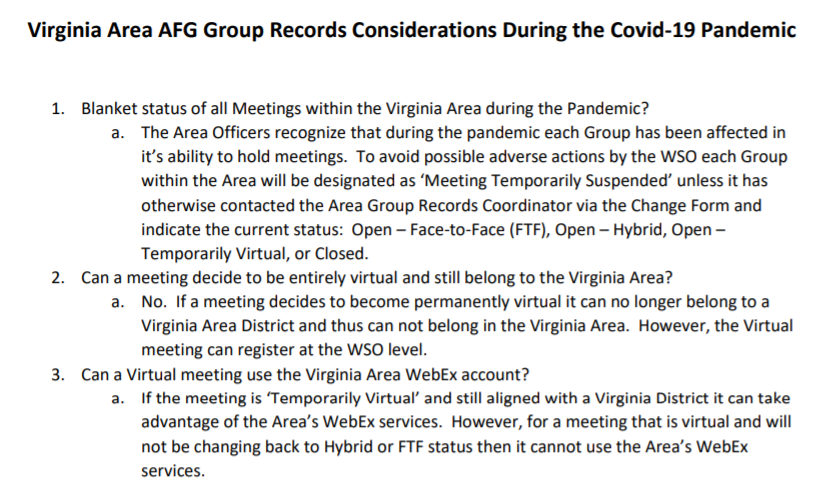 Virginia Area AFG Group Records Considerations During the Covid-19 Pandemic
1. Blanket status of all Meetings within the Virginia Area during the Pandemic?
a. The Area Officers recognize that during the pandemic each Group has been affected in
it’s ability to hold meetings. To avoid possible adverse actions by the WSO each Group
within the Area will be designated as ‘Meeting Temporarily Suspended’ unless it has
otherwise contacted the Area Group Records Coordinator via the Change Form and
indicate the current status: Open – Face-to-Face (FTF), Open – Hybrid, Open –
Temporarily Virtual, or Closed.
2. Can a meeting decide to be entirely virtual and still belong to the Virginia Area?
a. No. If a meeting decides to become permanently virtual it can no longer belong to a
Virginia Area District and thus can not belong in the Virginia Area. However, the Virtual
meeting can register at the WSO level.
3. Can a Virtual meeting use the Virginia Area WebEx account?
a. If the meeting is ‘Temporarily Virtual’ and still aligned with a Virginia District it can take
advantage of the Area’s WebEx services. However, for a meeting that is virtual and will
not be changing back to Hybrid or FTF status then it cannot use the Area’s WebEx
services.